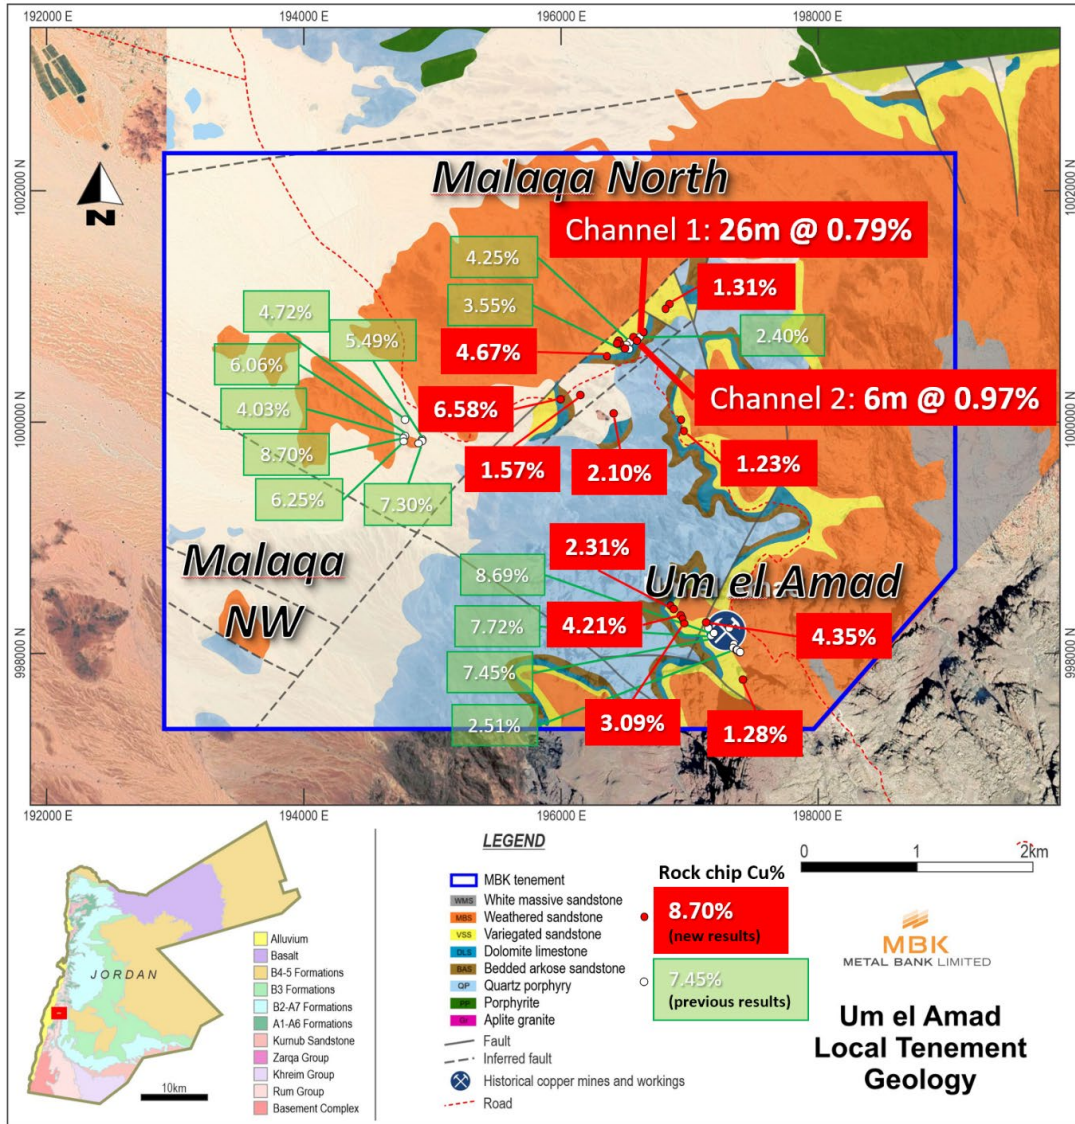 192000 E
194000 E
196000 E
198000 E
1002000 N
1002000 N
N
Malaqa North
Channel 1: 26m @ 0.79%
4.25%
3.55%
1.31%
4.72%
5.49%
2.40%
4.67%
6.06%
Channel 2: 6m @ 0.97%
4.03%
6.58%
1000000 N
1000000 N
8.70%
1.57%
2.10%
1.23%
6.25%
7.30%
2.31%
Malaqa
NW
8.69%
Um el Amad
7.72%
4.21%
4.35%
998000 N
998000 N
7.45%
2.51%
3.09%
1.28%
192000 E
194000 E
196000 E
198000 E
JORDAN
Alluvium
Basalt
B4-5 Formations
B3 Formations
B2-A7 Formations
A1-A6 Formations
Kurnub Sandstone
Zarqa Group
Khreim Group
Rum Group
Basement Complex
10km
LEGEND
MBK tenement
WMS White massive sandstone
MBS Weathered sandstone
VSS Variegated sandstone
DLS Dolomite limestone
BAS Bedded arkose sandstone
QP Quartz porphyry
PP Porphyrite
Gr Aplite granite
Fault
Inferred fault
Historical copper mines and workings
Road
Rock chip Cu%
8.70%
(new results)
7.45%
(previous results)
0 1 2km
MBK
METAL BANK LIMITED
Um el Amad
Local Tenement
Geology